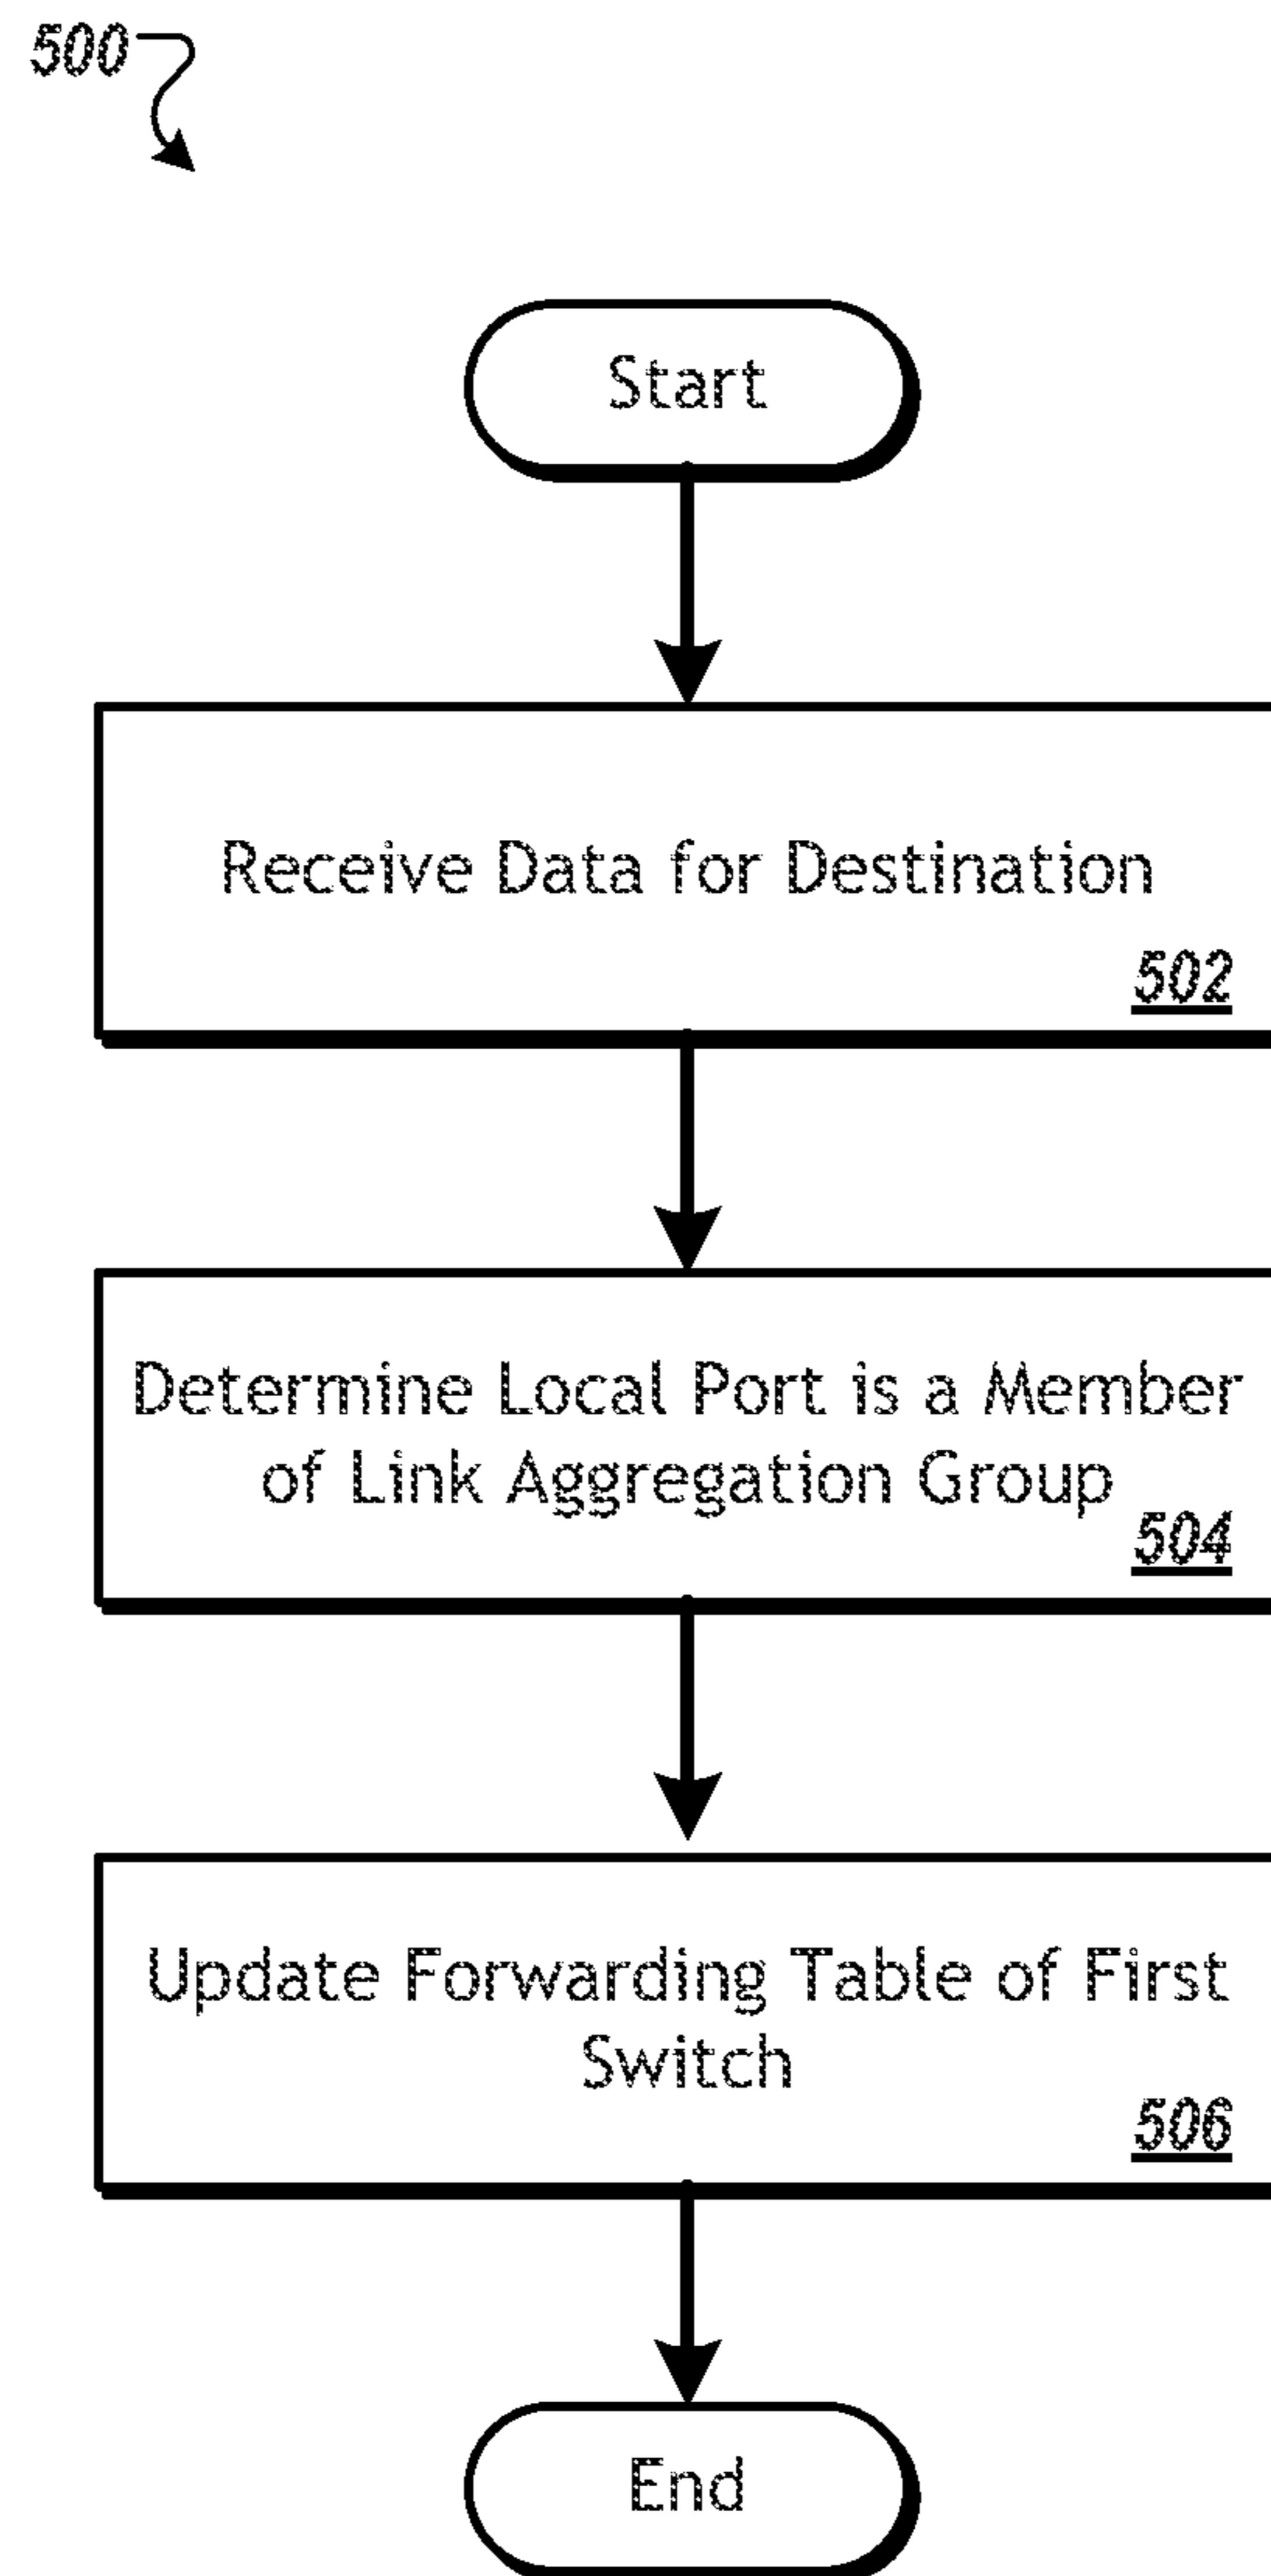 500
Start
Receive Data for Destination
502
Determine Local Port is a Member
of Link Aggregation Group
504
Update Forwarding Table of First
Switch
506
End